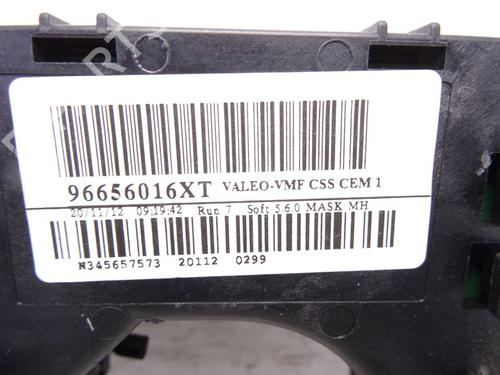 96656016XT VALEO-VMF CSS CEM 1
20/11/12 09:19:42 Run 7 Soft 5.6.0 MASK MH
N345657573 20112 0299